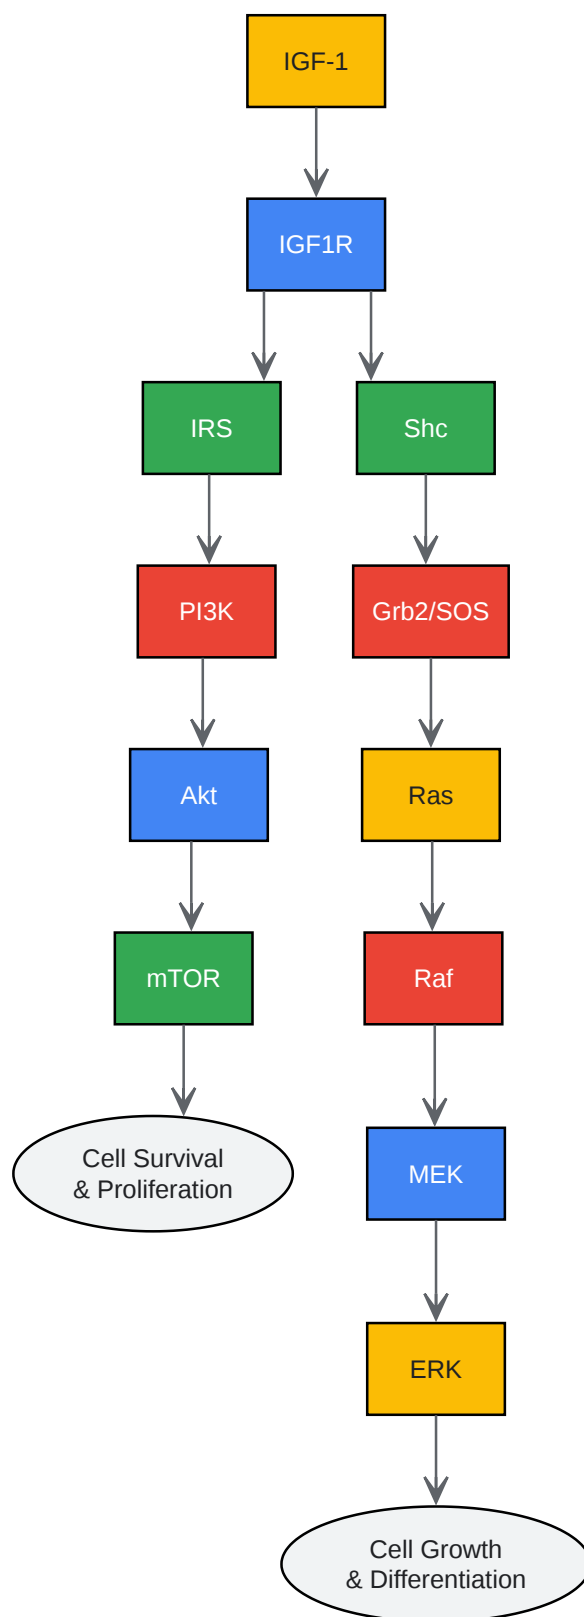 IGF-1
IGF1R
IRS
Shc
PI3K
Grb2/SOS
Akt
Ras
mTOR
Raf
Cell Survival
& Proliferation
MEK
ERK
Cell Growth
& Differentiation